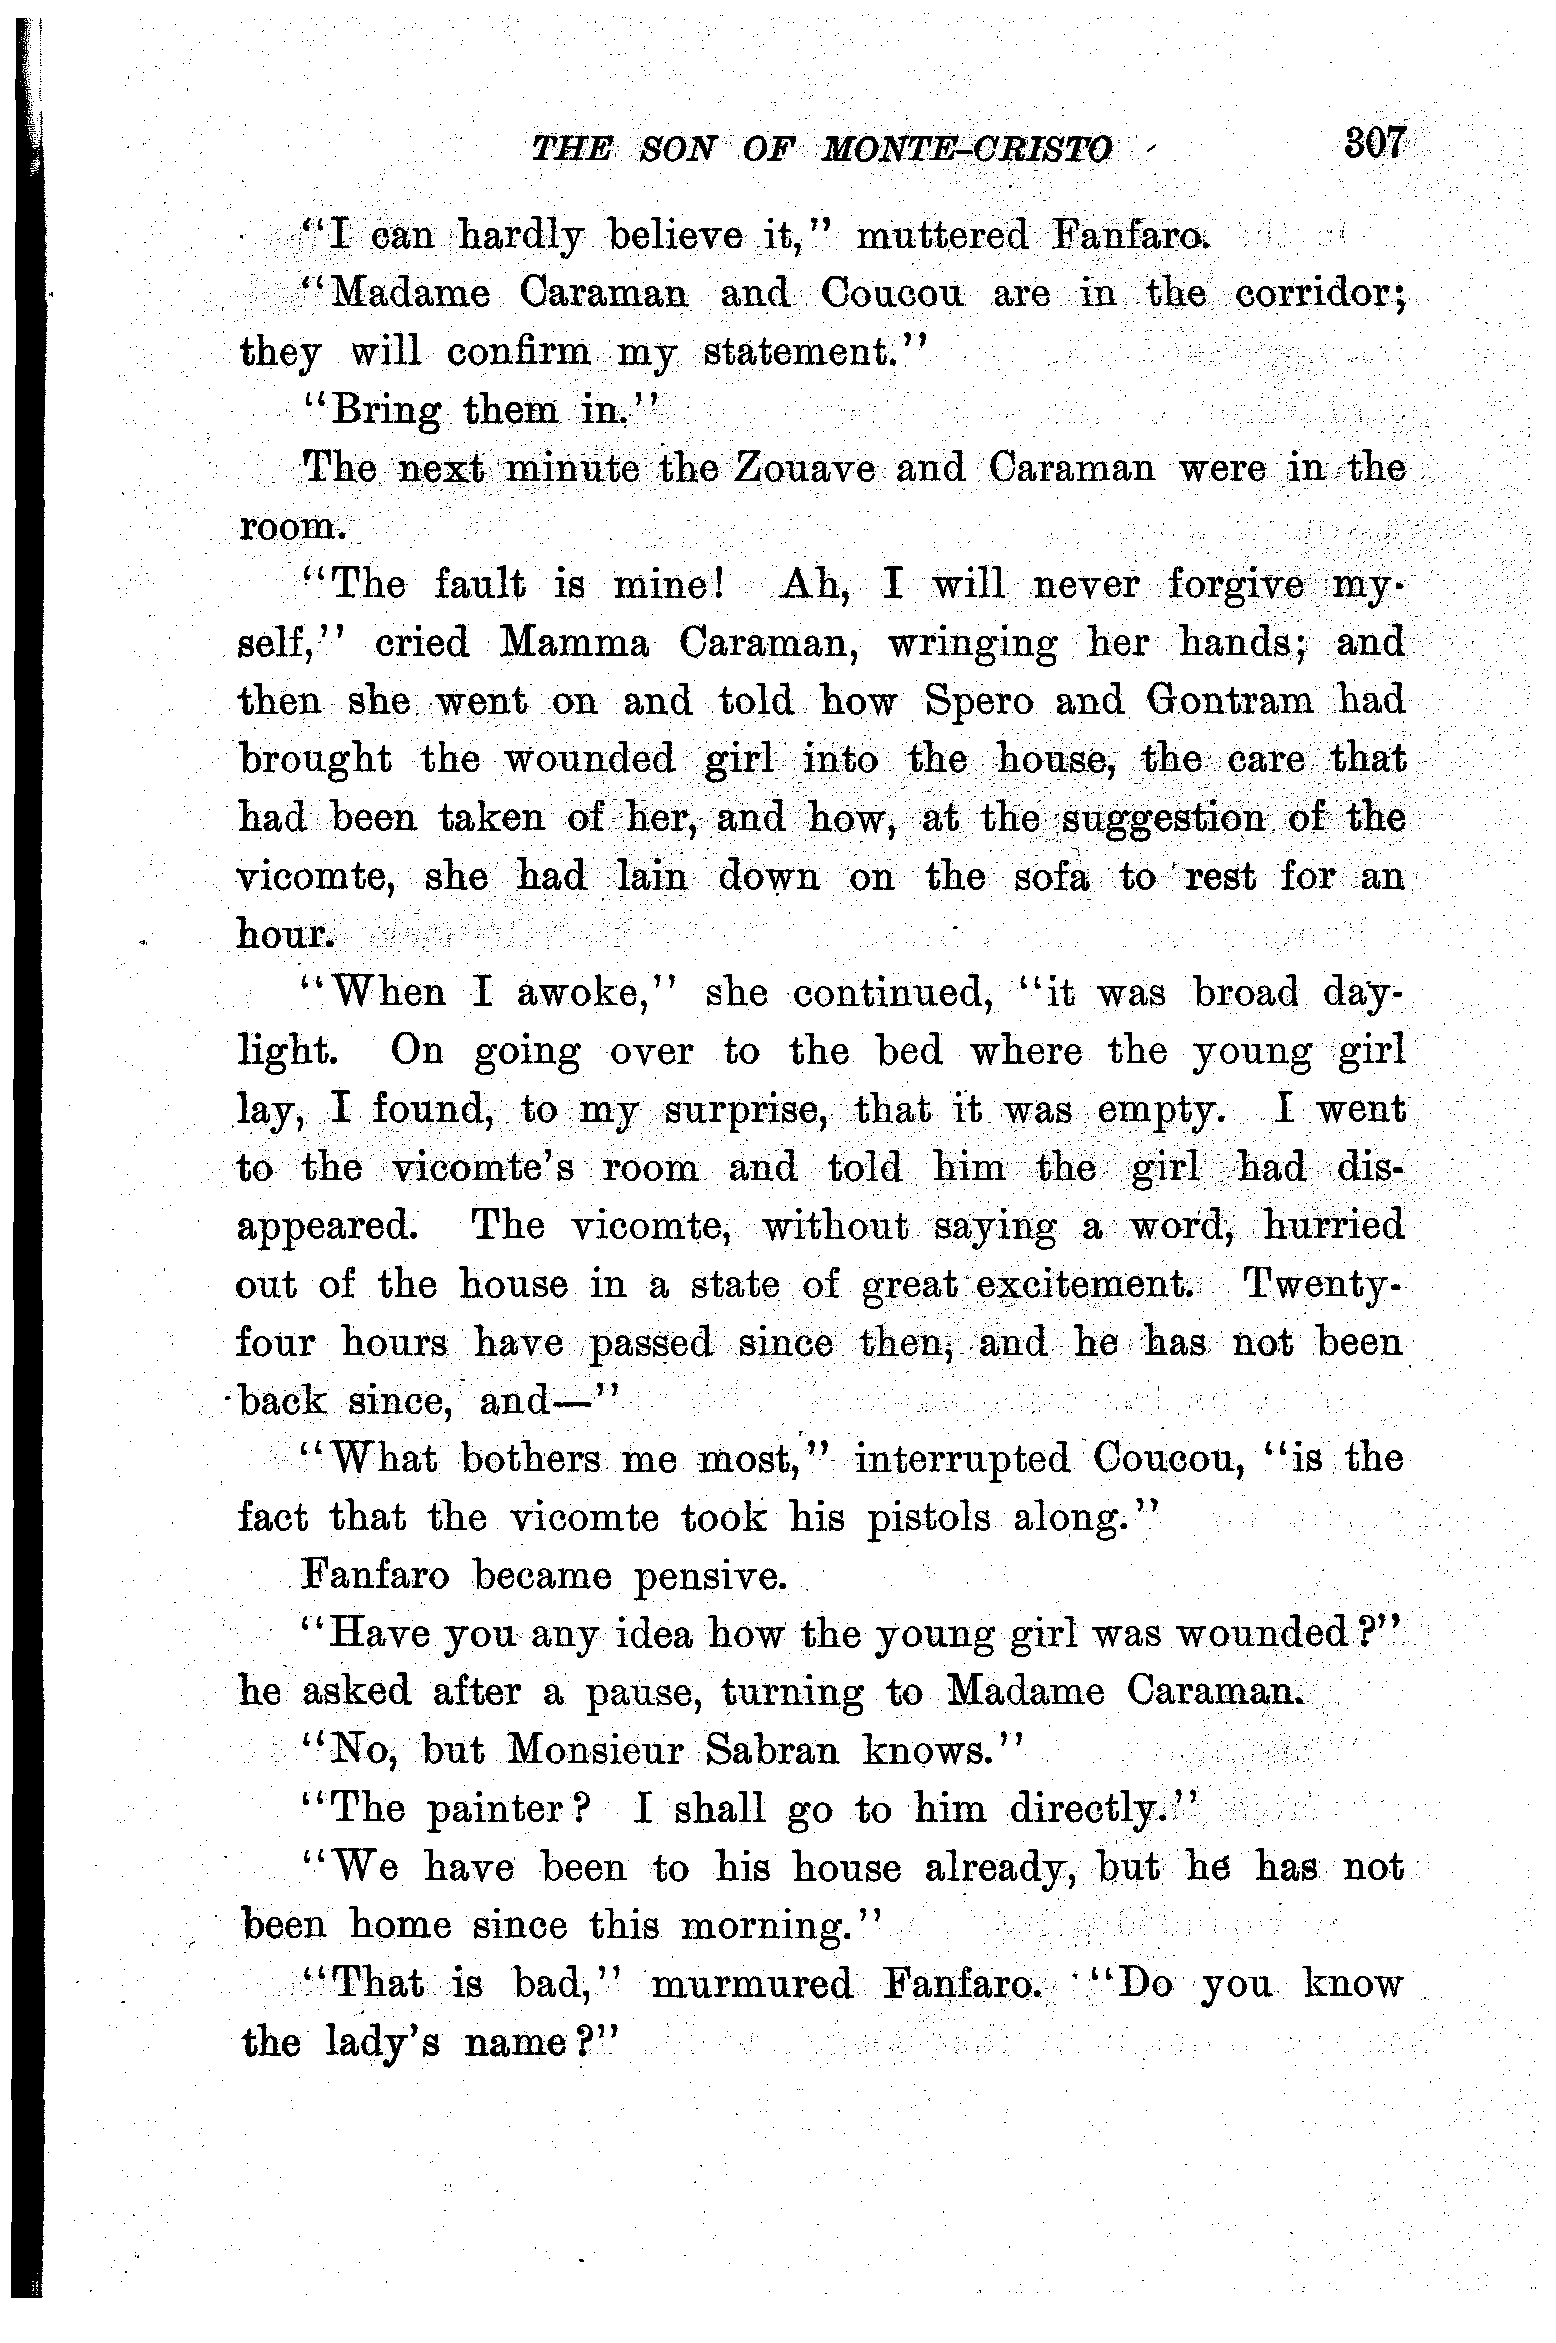 THE SON OF MONTE-CRISTO 307
"I can hardly believe it," muttered Fanfaro.
"Madame Caraman and Coucou are in the corridor;
they will confirm my statement."
"Bring them in."
The next minute the Zouave and Caraman were in the
room.
"The fault is mine! Ah, I will never forgive my-
self," cried Mamma Caraman, wringing her hands; and
then she went on and told how Spero and Gontram had
brought the wounded girl into the house, the care that
had been taken of her, and how, at the suggestion of the
vicomte, she had lain down on the sofa to rest for an
hour.
"When I awoke," she continued, "it was broad day-
light. On going over to the bed where the young girl
lay, I found, to my surprise, that it was empty. I went
to the vicomte's room and told him the girl had dis-
appeared. The vicomte, without saying a word, hurried
out of the house in a state of great excitement. Twenty-
four hours have passed since then, and he has not been
back since, and—"
"What bothers me most," interrupted Coucou, "is the
fact that the vicomte took his pistols along."
Fanfaro became pensive.
"Have you any idea how the young girl was wounded?"
he asked after a pause, turning to Madame Caraman.
"No, but Monsieur Sabran knows."
"The painter? I shall go to him directly."
"We have been to his house already, but he has not
been home since this morning."
"That is bad," murmured Fanfaro. "Do you know
the lady's name?"